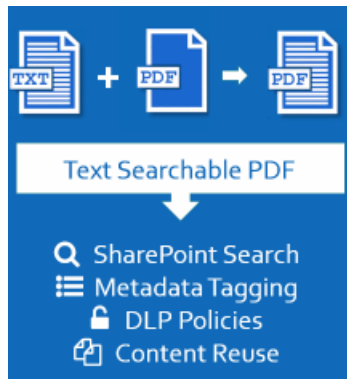 TXT + PDF → PDF
Text Searchable PDF
SharePoint Search
Metadata Tagging
DLP Policies
Content Reuse